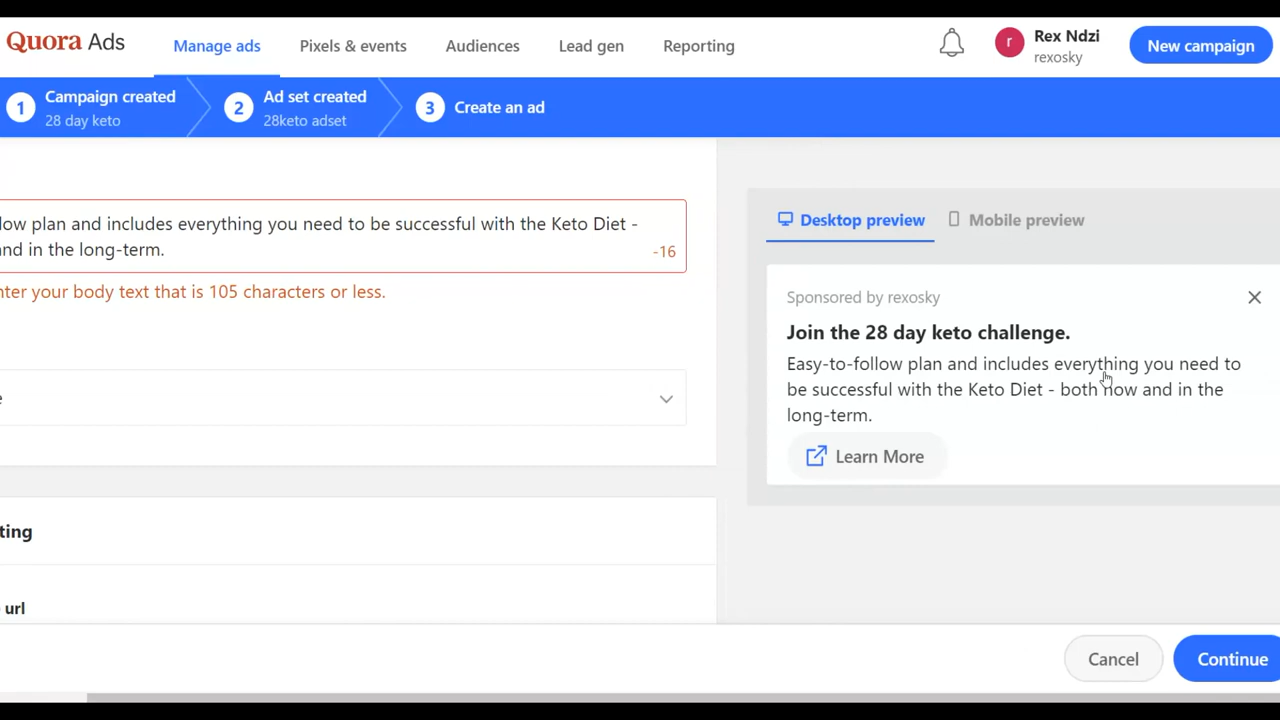 Quora Ads
Manage ads
Pixels & events
Audiences
Lead gen
Reporting
r
Rex Ndzi
rexosky
New campaign
1
Campaign created
28 day keto
2
Ad set created
28keto adset
3
Create an ad
low plan and includes everything you need to be successful with the Keto Diet -
nd in the long-term.
-16
nter your body text that is 105 characters or less.
e
ting
url
Desktop preview
Mobile preview
Sponsored by rexosky
Join the 28 day keto challenge.
Easy-to-follow plan and includes everything you need to
be successful with the Keto Diet - both now and in the
long-term.
Learn More
Cancel
Continue